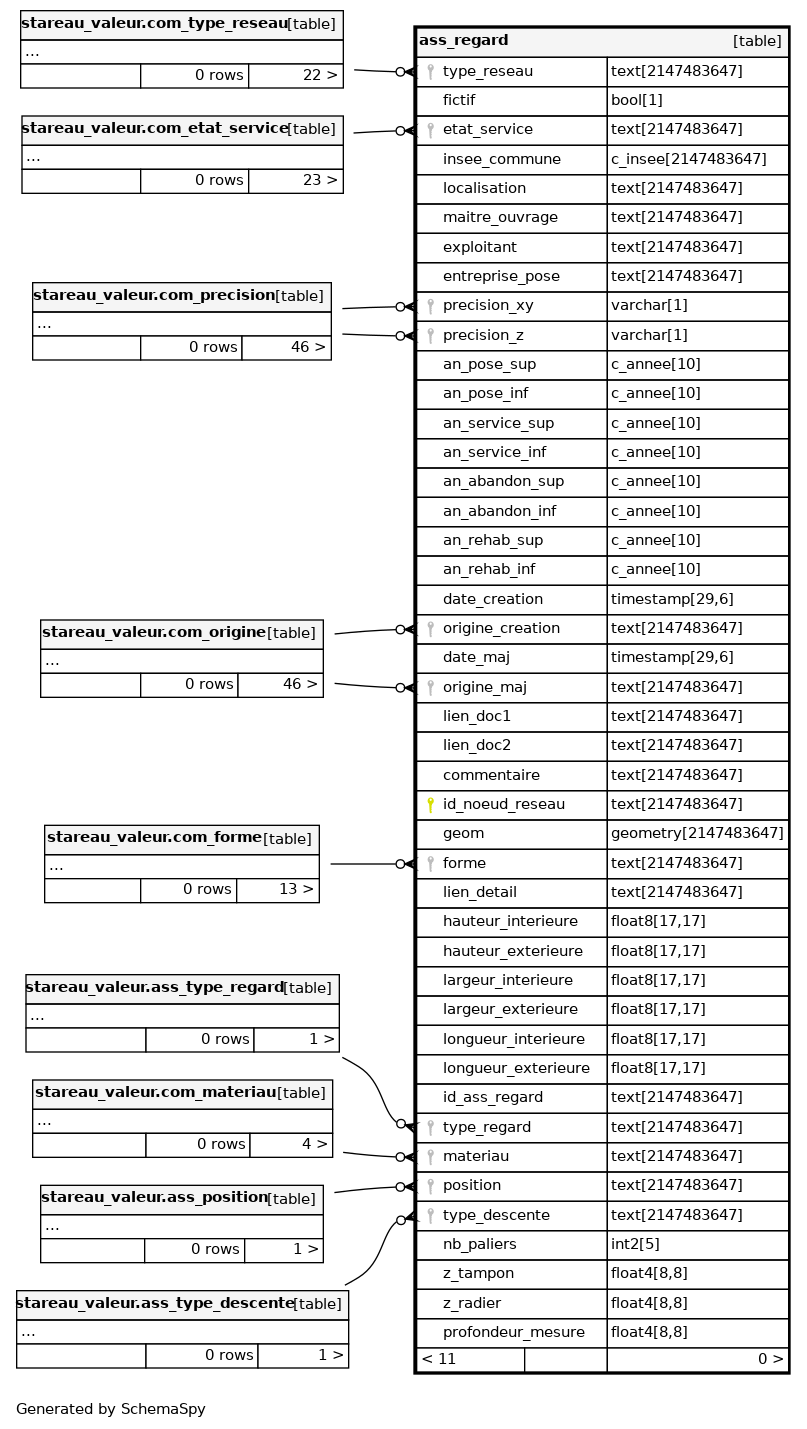 stareau_valeur.com_type_reseau[table]
...
0 rows 22 >
stareau_valeur.com_etat_service[table]
...
0 rows 23 >
stareau_valeur.com_precision[table]
...
0 rows 46 >
stareau_valeur.com_origine[table]
...
0 rows 46 >
stareau_valeur.com_forme[table]
...
0 rows 13 >
stareau_valeur.ass_type_regard[table]
...
0 rows 1 >
stareau_valeur.com_materiau[table]
...
0 rows 4 >
stareau_valeur.ass_position[table]
...
0 rows 1 >
stareau_valeur.ass_type_descente[table]
...
0 rows 1 >
ass_regard [table]
type_reseau text[2147483647]
fictif bool[1]
etat_service text[2147483647]
insee_commune c_insee[2147483647]
localisation text[2147483647]
maitre_ouvrage text[2147483647]
exploitant text[2147483647]
entreprise_pose text[2147483647]
precision_xy varchar[1]
precision_z varchar[1]
an_pose_sup c_annee[10]
an_pose_inf c_annee[10]
an_service_sup c_annee[10]
an_service_inf c_annee[10]
an_abandon_sup c_annee[10]
an_abandon_inf c_annee[10]
an_rehab_sup c_annee[10]
an_rehab_inf c_annee[10]
date_creation timestamp[29,6]
origine_creation text[2147483647]
date_maj timestamp[29,6]
origine_maj text[2147483647]
lien_doc1 text[2147483647]
lien_doc2 text[2147483647]
commentaire text[2147483647]
id_noeud_reseau text[2147483647]
geom geometry[2147483647]
forme text[2147483647]
lien_detail text[2147483647]
hauteur_interieure float8[17,17]
hauteur_exterieure float8[17,17]
largeur_interieure float8[17,17]
largeur_exterieure float8[17,17]
longueur_interieure float8[17,17]
longueur_exterieure float8[17,17]
id_ass_regard text[2147483647]
type_regard text[2147483647]
materiau text[2147483647]
position text[2147483647]
type_descente text[2147483647]
nb_paliers int2[5]
z_tampon float4[8,8]
z_radier float4[8,8]
profondeur_mesure float4[8,8]
< 11 0 >
Generated by SchemaSpy